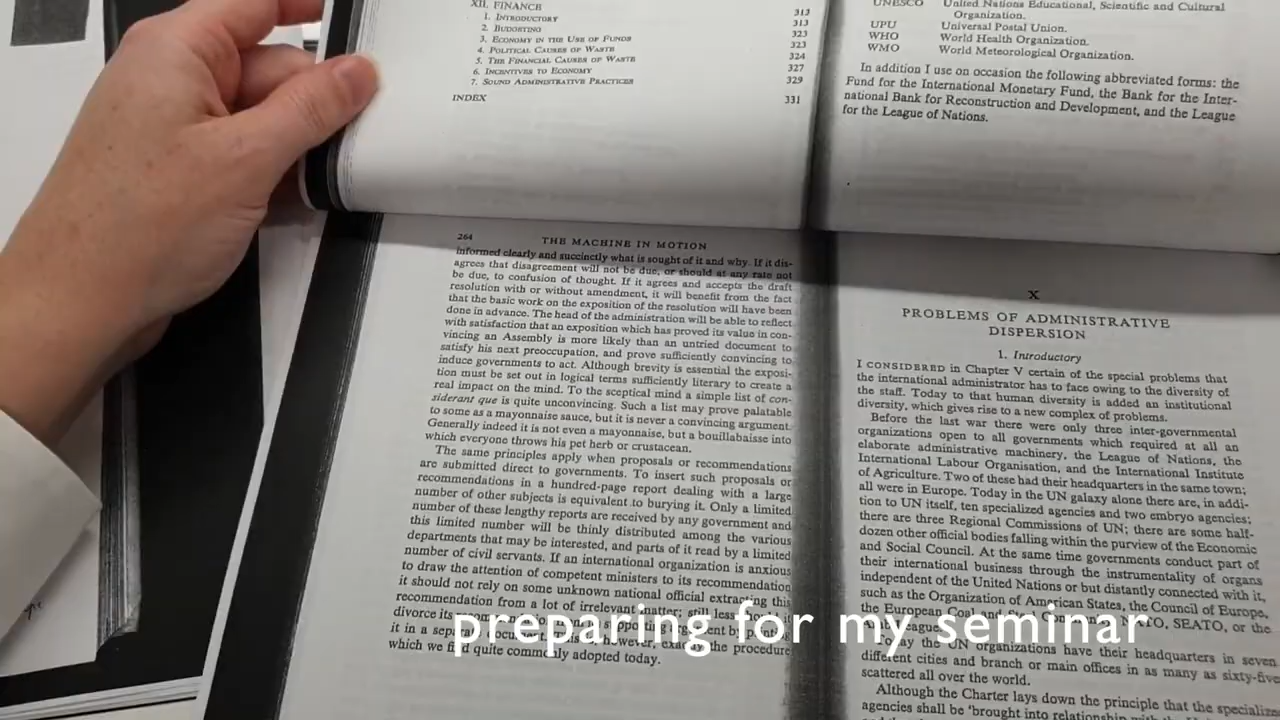 XII. FINANCE 313
1. INTRODUCTORY 313
2. BUDGETING 323
3. ECONOMY IN THE USE OF FUNDS 323
4. POLITICAL CAUSES OF WASTE 324
5. THE FINANCIAL CAUSES OF WASTE 327
6. INCENTIVES TO ECONOMY 329
7. SOUND ADMINISTRATIVE PRACTICES
INDEX 331
UNESCO United Nations Educational, Scientific and Cultural
Organization.
UPU Universal Postal Union.
WHO World Health Organization.
WMO World Meteorological Organization.
In addition I use on occasion the following abbreviated forms: the
Fund for the International Monetary Fund, the Bank for the Inter-
national Bank for Reconstruction and Development, and the League
for the League of Nations.
264 THE MACHINE IN MOTION
informed clearly and succinctly what is sought of it and why. If it dis-
agrees that disagreement will not be due, or should at any rate not
be due, to confusion of thought. If it agrees and accepts the draft
resolution with or without amendment, it will benefit from the fact
that the basic work on the exposition of the resolution will have been
done in advance. The head of the administration will be able to reflect
with satisfaction that an exposition which has proved its value in con-
vincing an Assembly is more likely than an untried document to
satisfy his next preoccupation, and prove sufficiently convincing to
induce governments to act. Although brevity is essential the exposi-
tion must be set out in logical terms sufficiently literary to create a
real impact on the mind. To the sceptical mind a simple list of con-
siderant que is quite unconvincing. Such a list may prove palatable
to some as a mayonnaise sauce, but it is never a convincing argument.
Generally indeed it is not even a mayonnaise, but a bouillabaisse into
which everyone throws his pet herb or crustacean.
The same principles apply when proposals or recommendations
are submitted direct to governments. To insert such proposals or
recommendations in a hundred-page report dealing with a large
number of other subjects is equivalent to burying it. Only a limited
number of these lengthy reports are received by any government and
this limited number will be thinly distributed among the various
departments that may be interested, and parts of it read by a limited
number of civil servants. If an international organization is anxious
to draw the attention of competent ministers to its recommendation
it should not rely on some unknown national official extracting this
recommendation from a lot of irrelevant matter; still less should it
divorce its supporting argument by
it in a separate document. however, exactly the procedure
which we find quite commonly adopted today.
X
PROBLEMS OF ADMINISTRATIVE
DISPERSION
1. Introductory
I CONSIDERED in Chapter V certain of the special problems that
the international administrator has to face owing to the diversity of
the staff. Today to that human diversity is added an institutional
diversity, which gives rise to a new complex of problems.
Before the last war there were only three inter-governmental
organizations open to all governments which required at all an
elaborate administrative machinery, the League of Nations, the
International Labour Organisation, and the International Institute
of Agriculture. Two of these had their headquarters in the same town;
all were in Europe. Today in the UN galaxy alone there are, in addi-
tion to UN itself, ten specialized agencies and two embryo agencies;
there are three Regional Commissions of UN; there are some half-
dozen other official bodies falling within the purview of the Economic
and Social Council. At the same time governments conduct part of
their international business through the instrumentality of organs
independent of the United Nations or but distantly connected with it,
such as the Organization of American States, the Council of Europe,
the European Coal and Steel NATO, SEATO, or the
League.
Today the UN organizations have their headquarters in seven
different cities and branch or main offices in as many as sixty-five
scattered all over the world.
Although the Charter lays down the principle that the specialize
agencies shall be 'brought into relationship with the
preparing for my seminar